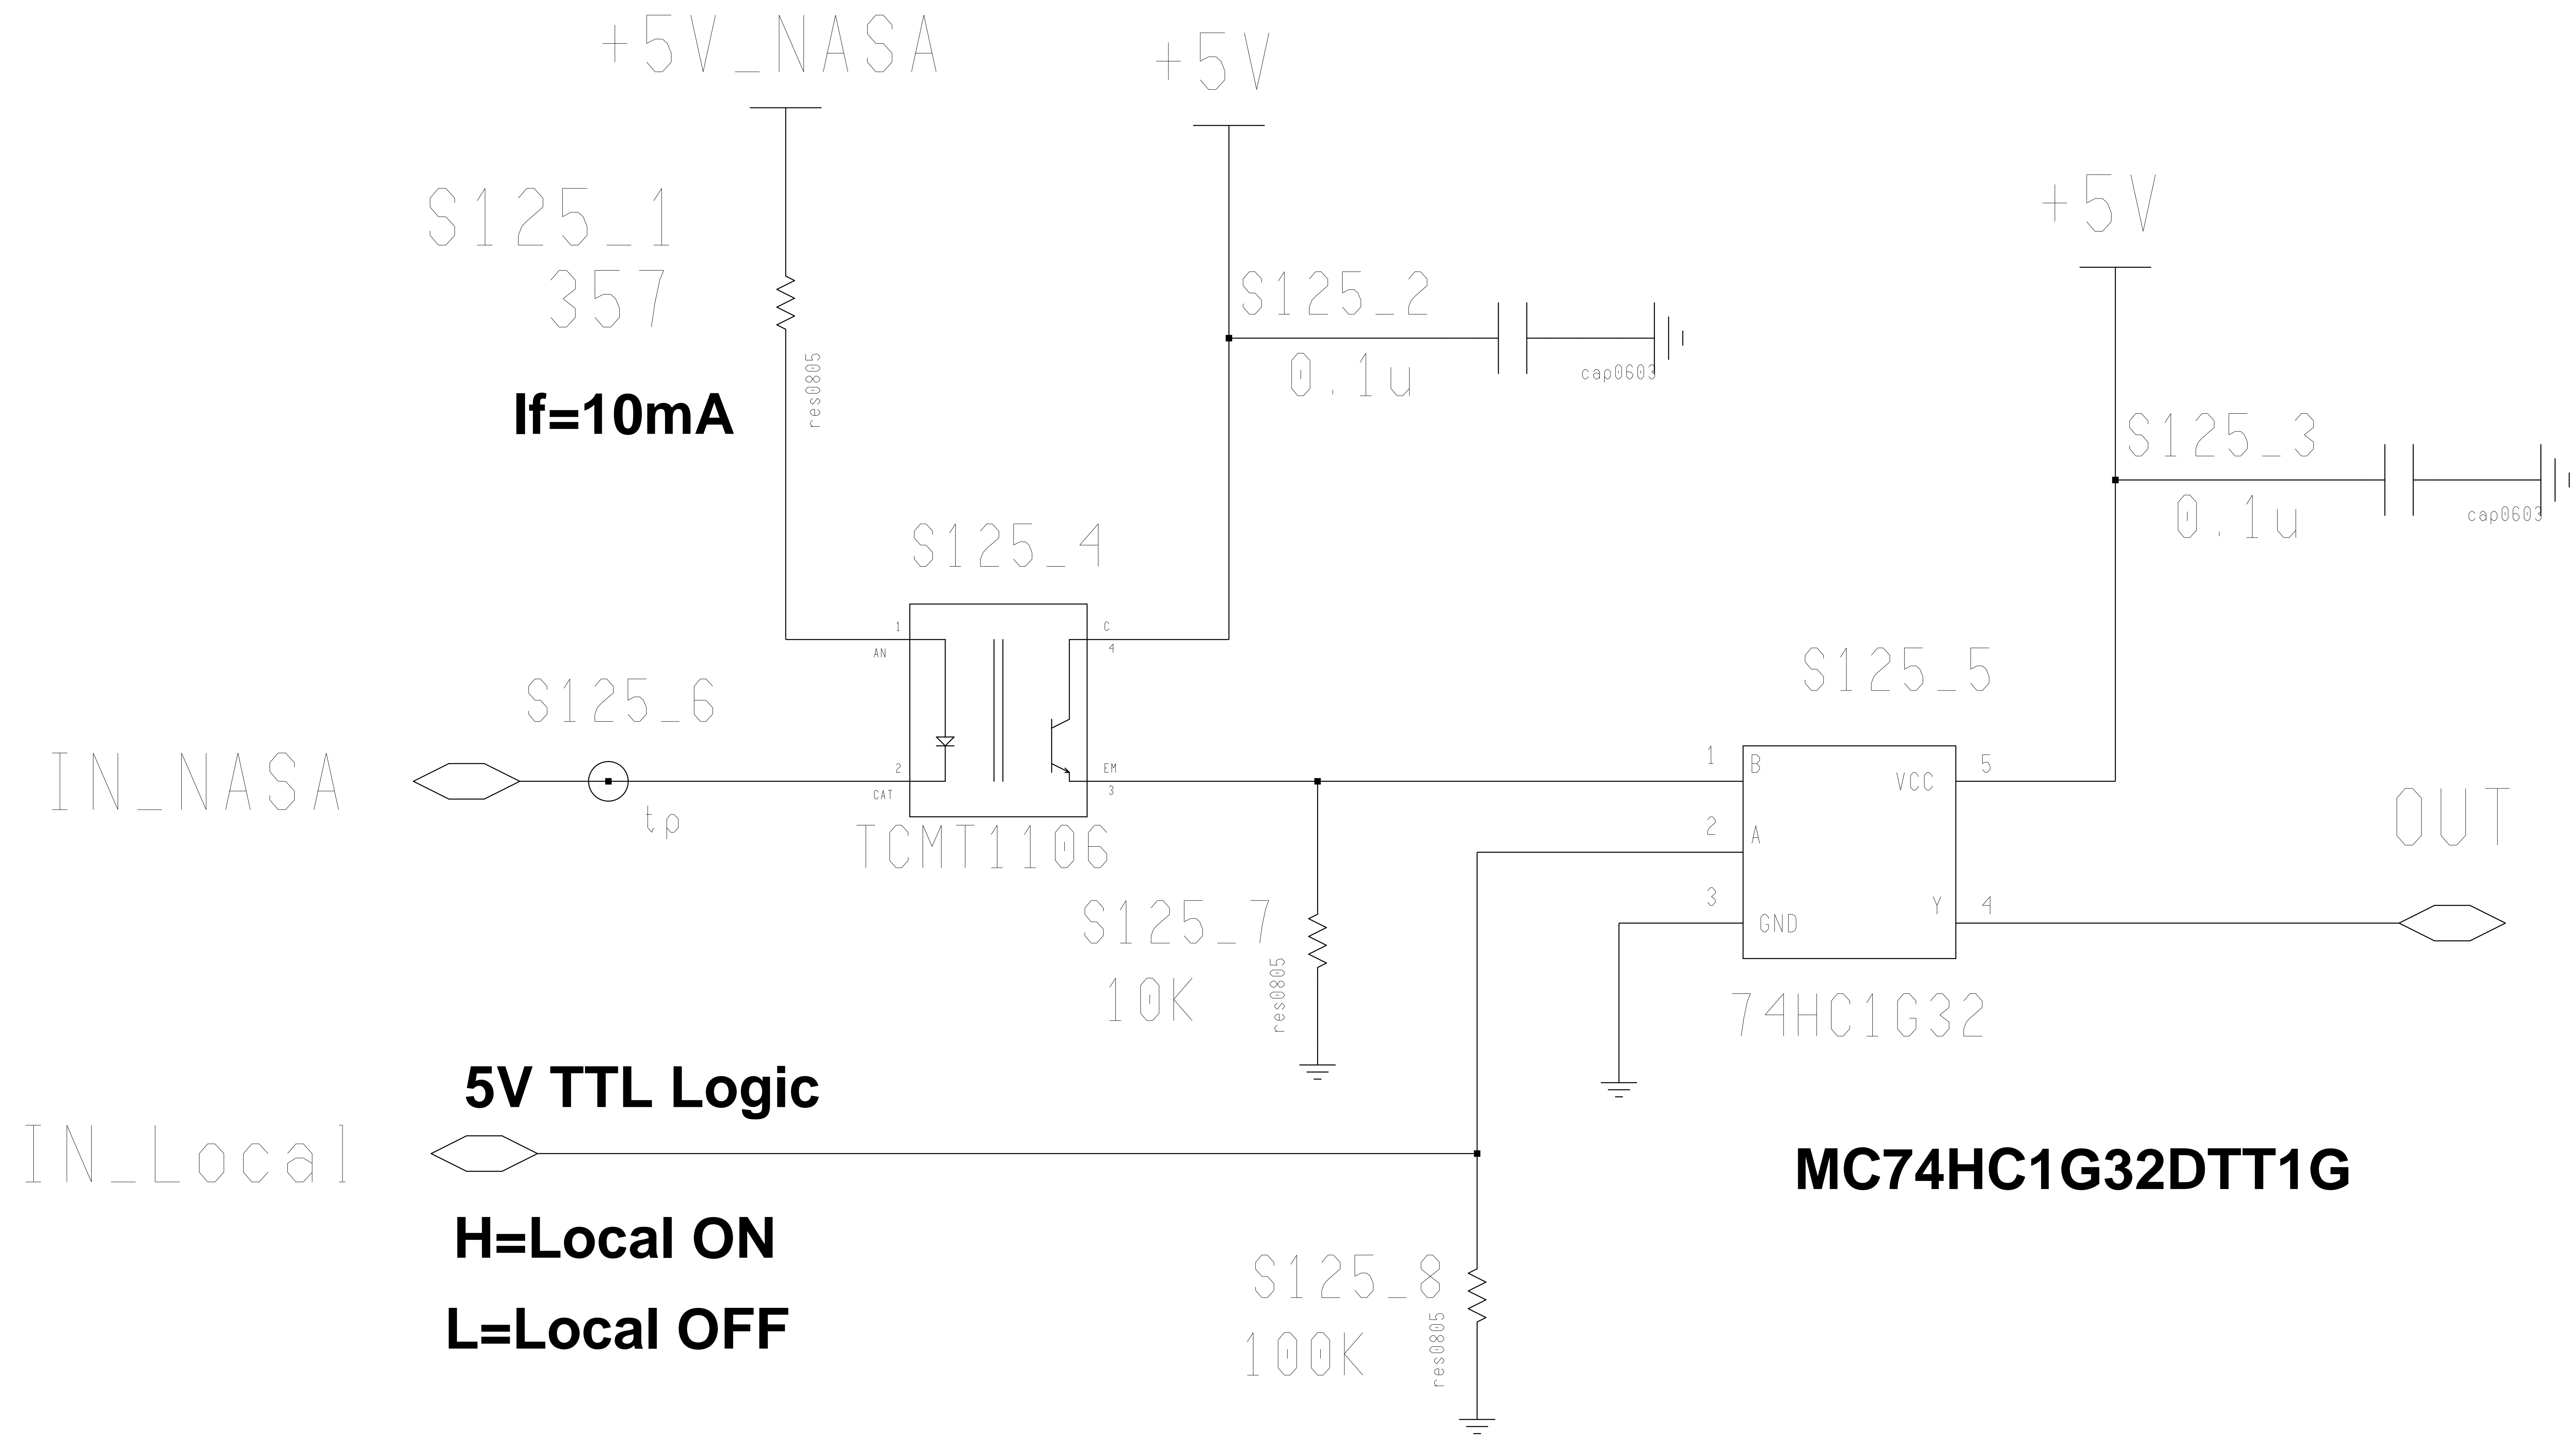 +5V_NASA
+5V
+5V
S125_1
357
res0805
If=10mA
S125_2
0.1u
cap0603
S125_3
0.1u
cap0603
S125_4
1
AN
C
4
2
CAT
EM
3
TCMT1106
S125_6
IN_NASA
tp
S125_5
1
B
VCC
5
2
A
3
GND
Y
4
74HC1G32
OUT
S125_7
10K
res0805
5V TTL Logic
IN_Local
H=Local ON
L=Local OFF
MC74HC1G32DTT1G
S125_8
100K
res0805